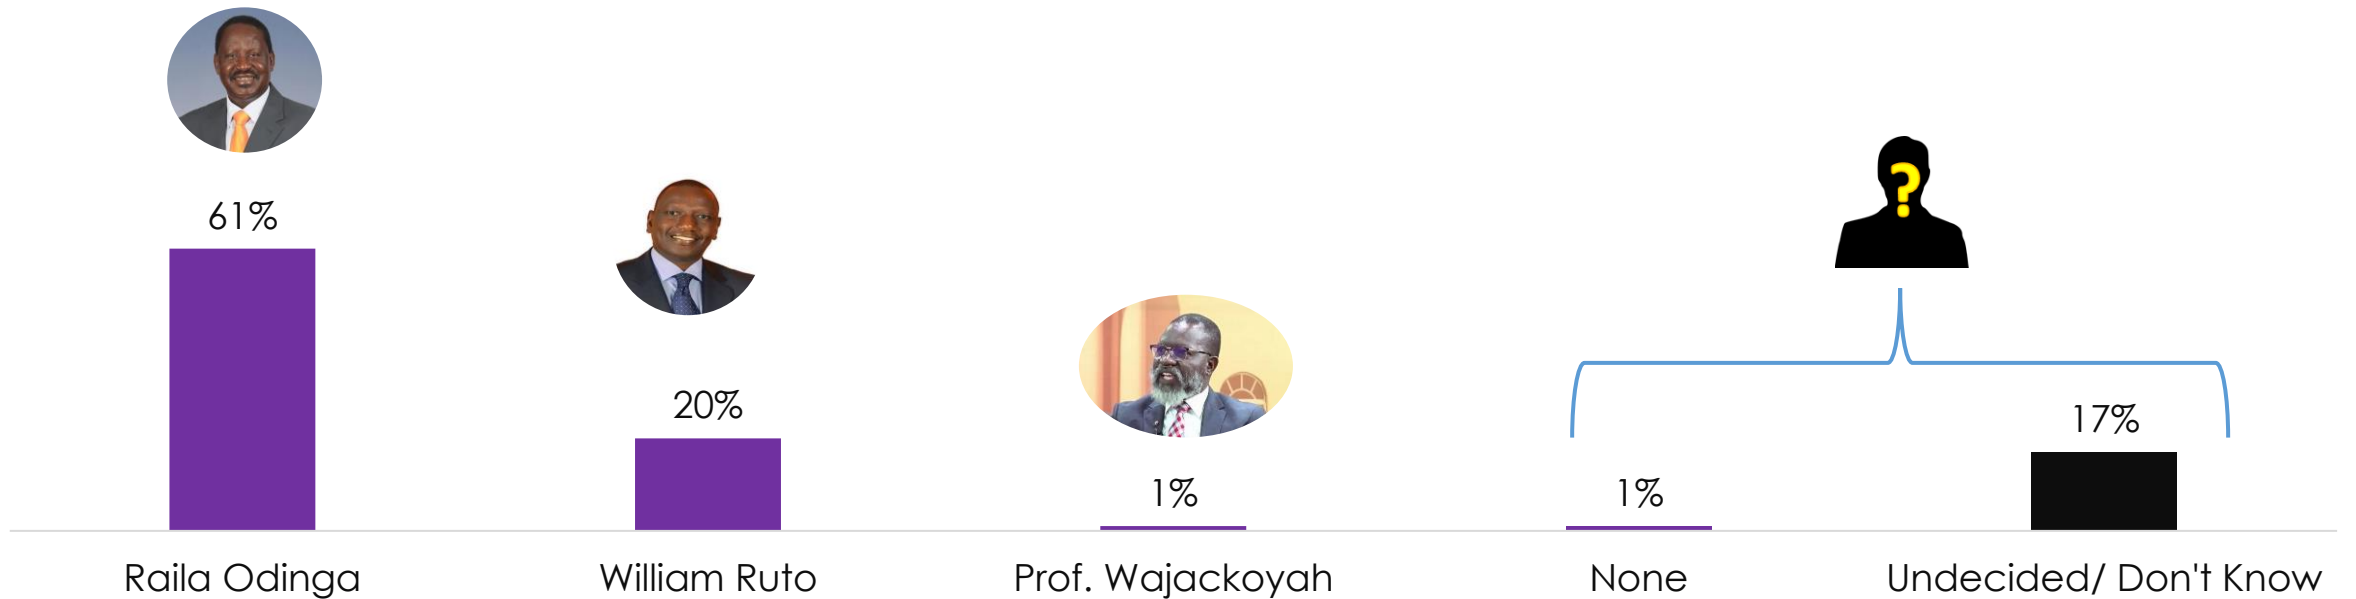 61%
20%
1%
1%
17%
?
Raila Odinga
William Ruto
Prof. Wajackoyah
None
Undecided/ Don't Know